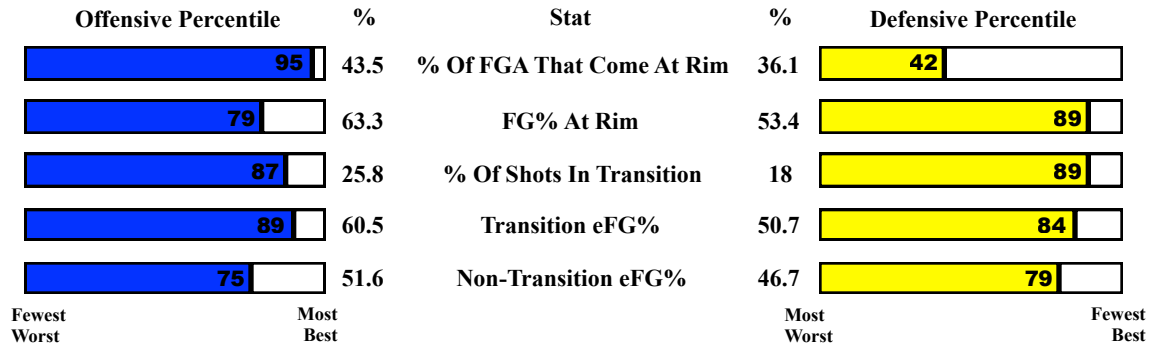 Offensive Percentile % Stat % Defensive Percentile
95 43.5 % Of FGA That Come At Rim 36.1 42
79 63.3 FG% At Rim 53.4 89
87 25.8 % Of Shots In Transition 18 89
89 60.5 Transition eFG% 50.7 84
75 51.6 Non-Transition eFG% 46.7 79
Fewest Most Most Fewest
Worst Best Worst Best